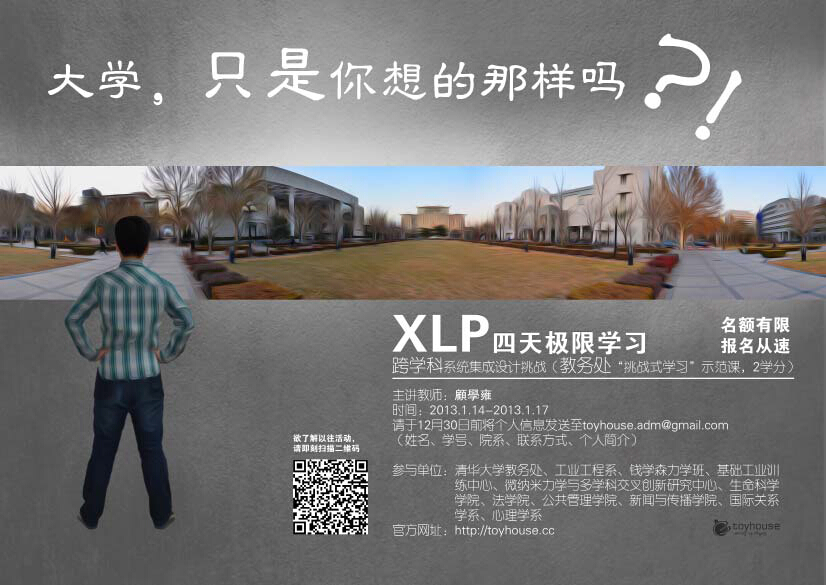 大学，只是你想的那样吗?!
XLP四天极限学习
名额有限
报名从速
跨学科系统集成设计挑战（教务处“挑战式学习”示范课，2学分）
主讲教师：顧學雍
时间：2013.1.14-2013.1.17
请于12月30日前将个人信息发送至toyhouse.adm@gmail.com
（姓名、学号、院系、联系方式、个人简介）
欲了解以往活动，
请即刻扫描二维码
参与单位：清华大学教务处、工业工程系、钱学森力学班、基础工业训
练中心、微纳米力学与多学科交叉创新研究中心、生命科学
学院、法学院、公共管理学院、新闻与传播学院、国际关系
学系、心理学系
官方网址：http://toyhouse.cc
toyhouse